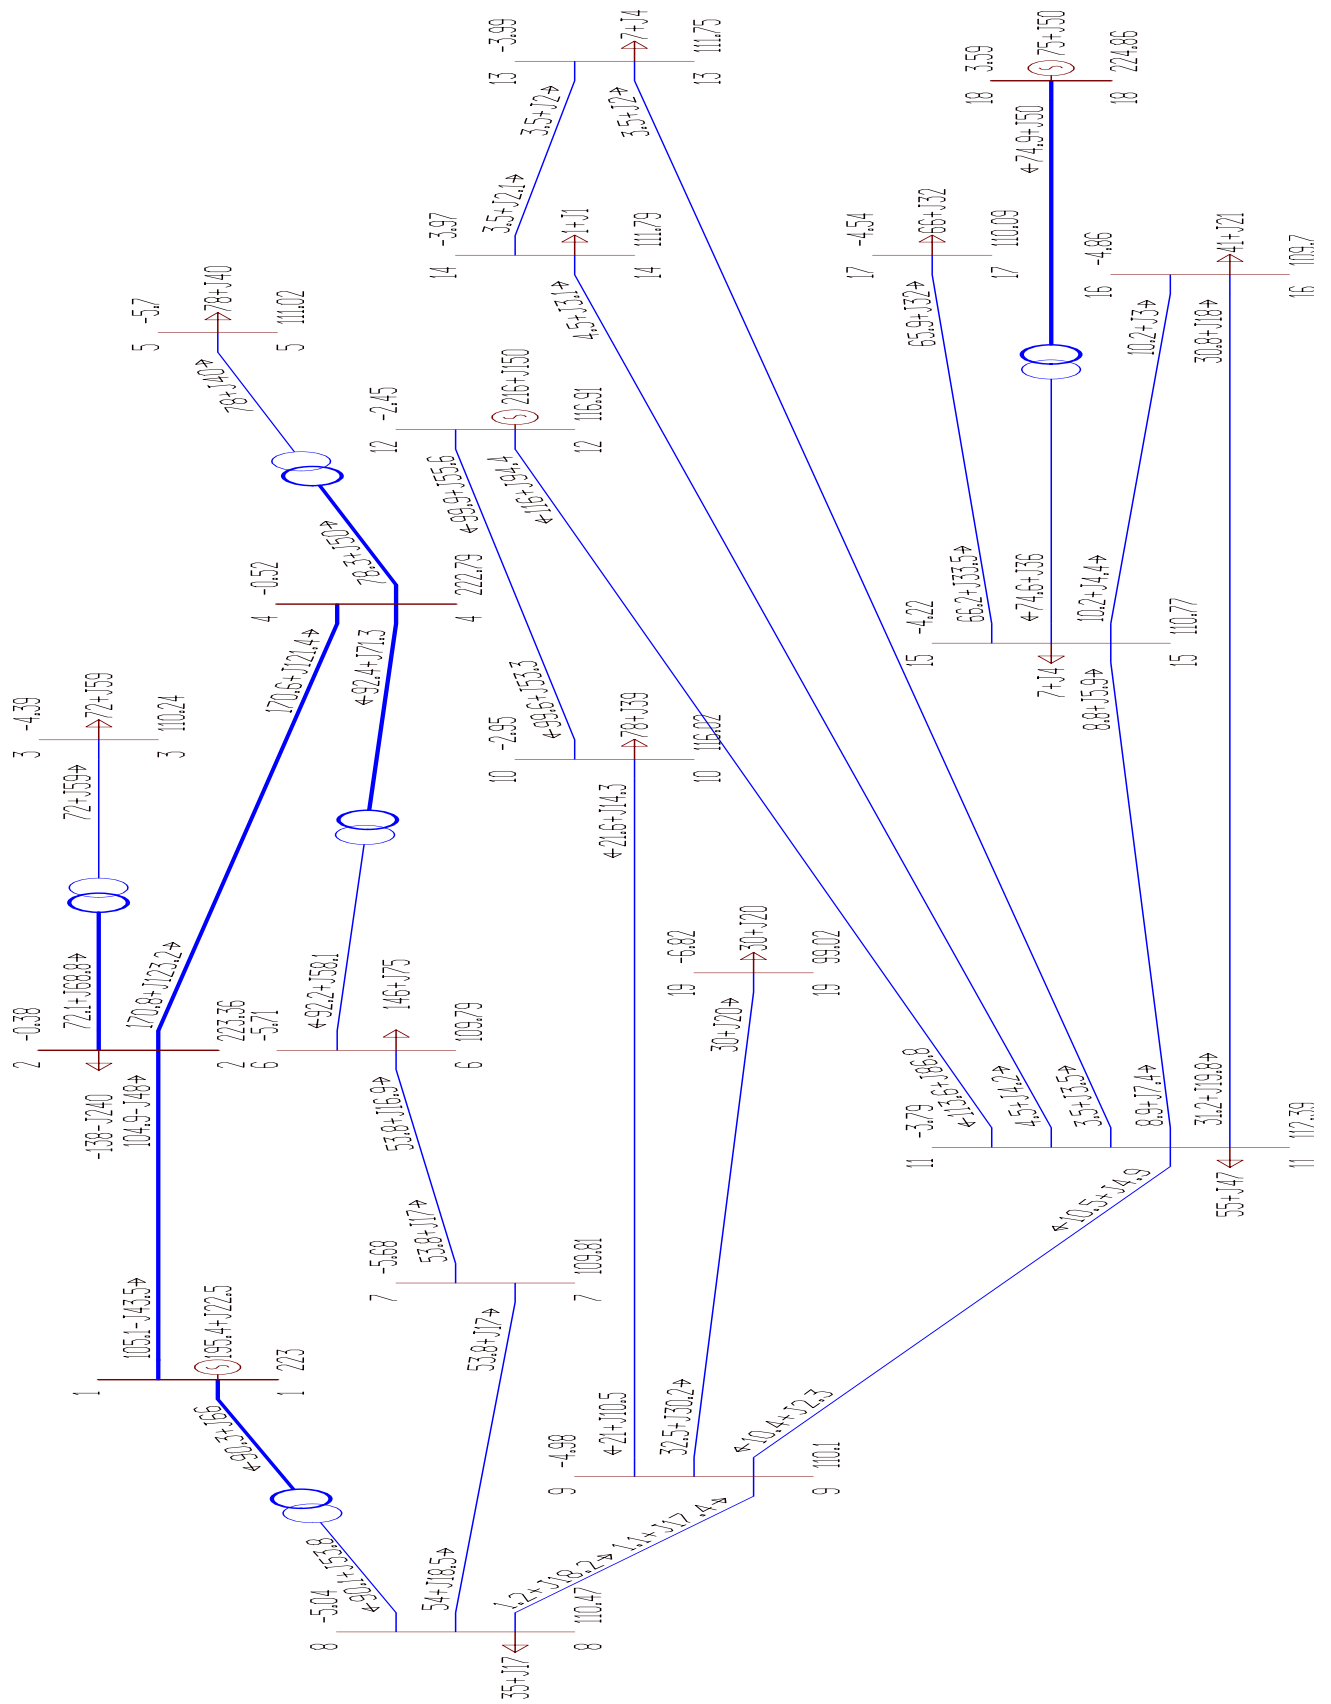 13 -3.99
7+J4
13 111.75
3.5+J2
3.5+J2
18 3.59
75+J50
18 224.86
74.9+J50
14 -3.97
3.5+J2.1
1+J1
14 111.79
4.5+J3.1
17 -4.54
66+J32
17 110.09
65.9+J32
16 -4.86
41+J21
16 109.7
10.2+J3
30.8+J18
5 -5.7
78+J40
5 111.02
78+J40
12 -2.45
216+J150
12 116.91
99.9+J55.6
116+J94.4
4 -0.52
4 222.79
78.3+J50
170.6+J121.4
92.4+J71.3
15 -4.22
7+J4
15 110.77
66.2+J33.5
74.6+J36
10.2+J4.4
8.8+J5.9
3 -4.39
72+J59
3 110.24
72+J59
10 -2.95
78+J39
10 116.02
99.6+J53.3
21.6+J14.3
2 -0.38
-138-J240
2 223.36
72.1+J68.8
170.8+J123.2
104.9-J48
6 -5.71
146+J75
6 109.79
92.2+J58.1
53.8+J16.9
19 -6.82
30+J20
19 99.02
30+J20
11 -3.79
55+J47
11 112.39
113.6+J86.8
4.5+J4.2
3.5+J3.5
8.9+J7.4
31.2+J19.8
10.5+J4.9
7 -5.68
7 109.81
53.8+J17
53.8+J17
1
195.4+J22.5
1 223
105.1-J43.5
90.3+J66
9 -4.98
9 110.1
21+J10.5
32.5+J30.2
10.4+J2.3
1.1+J17.4
8 -5.04
35+J17
8 110.47
90.1+J53.8
54+J18.5
1.2+J18.2